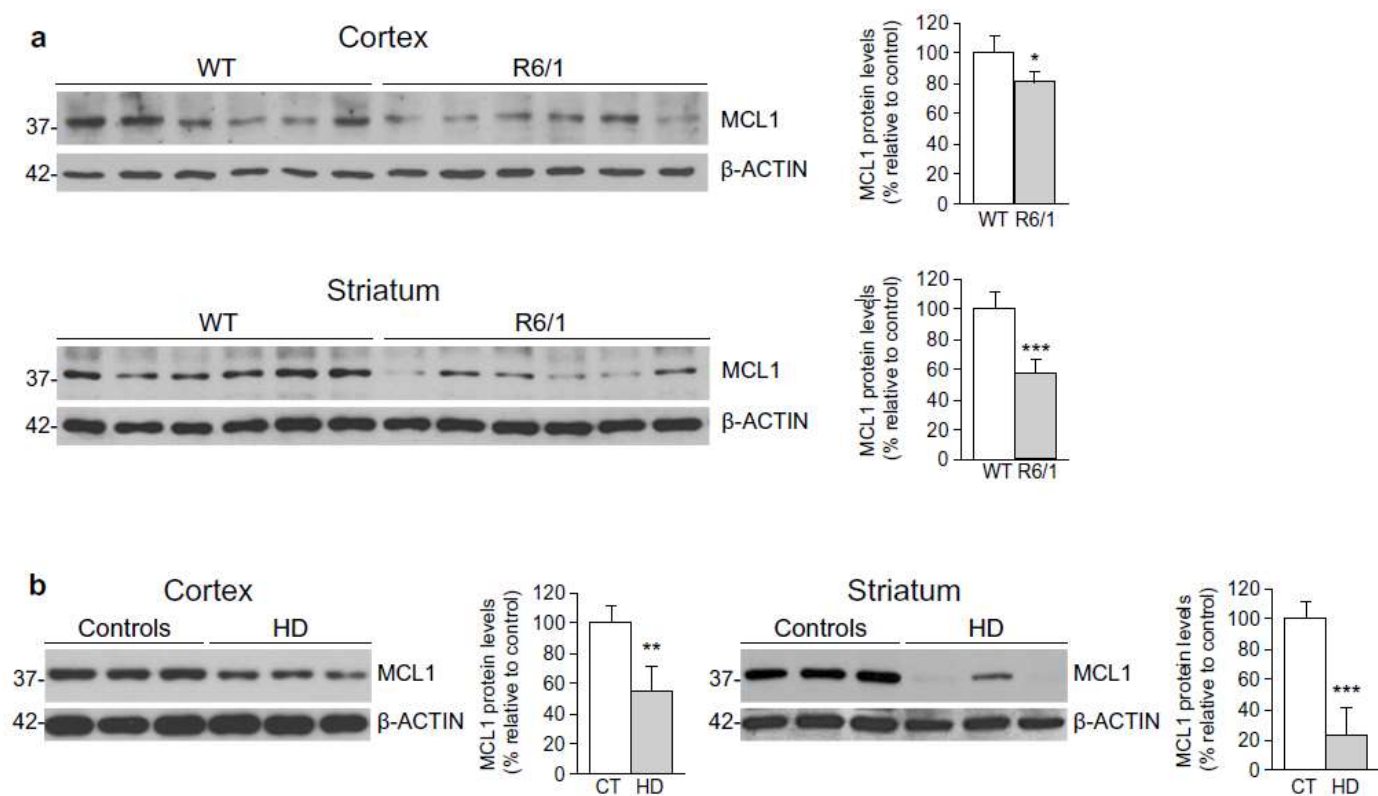 a
Cortex
WT R6/1
37- MCL1
42- β-ACTIN
MCL1 protein levels
(% relative to control)
120
100
80
60
40
20
0
*
WT R6/1
Striatum
WT R6/1
37- MCL1
42- β-ACTIN
MCL1 protein levels
(% relative to control)
120
100
80
60
40
20
0
***
WT R6/1
b
Cortex
Controls HD
37- MCL1
42- β-ACTIN
MCL1 protein levels
(% relative to control)
120
100
80
60
40
20
0
**
CT HD
Striatum
Controls HD
37- MCL1
42- β-ACTIN
MCL1 protein levels
(% relative to control)
120
100
80
60
40
20
0
***
CT HD